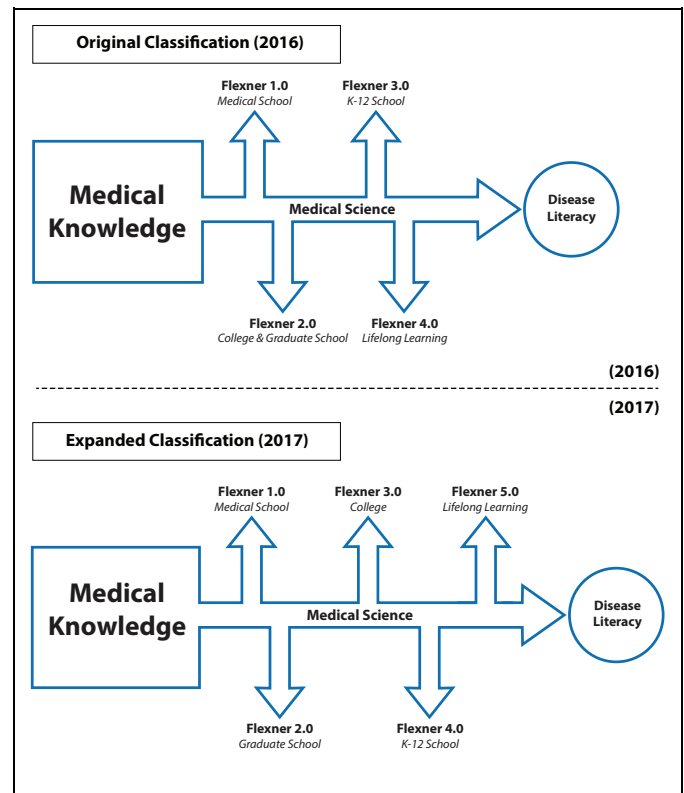 Original Classification (2016)
Flexner 1.0
Medical School
Flexner 3.0
K-12 School
Medical
Knowledge
Medical Science
Disease
Literacy
Flexner 2.0
College & Graduate School
Flexner 4.0
Lifelong Learning
(2016)
(2017)
Expanded Classification (2017)
Flexner 1.0
Medical School
Flexner 3.0
College
Flexner 5.0
Lifelong Learning
Medical
Knowledge
Medical Science
Disease
Literacy
Flexner 2.0
Graduate School
Flexner 4.0
K-12 School